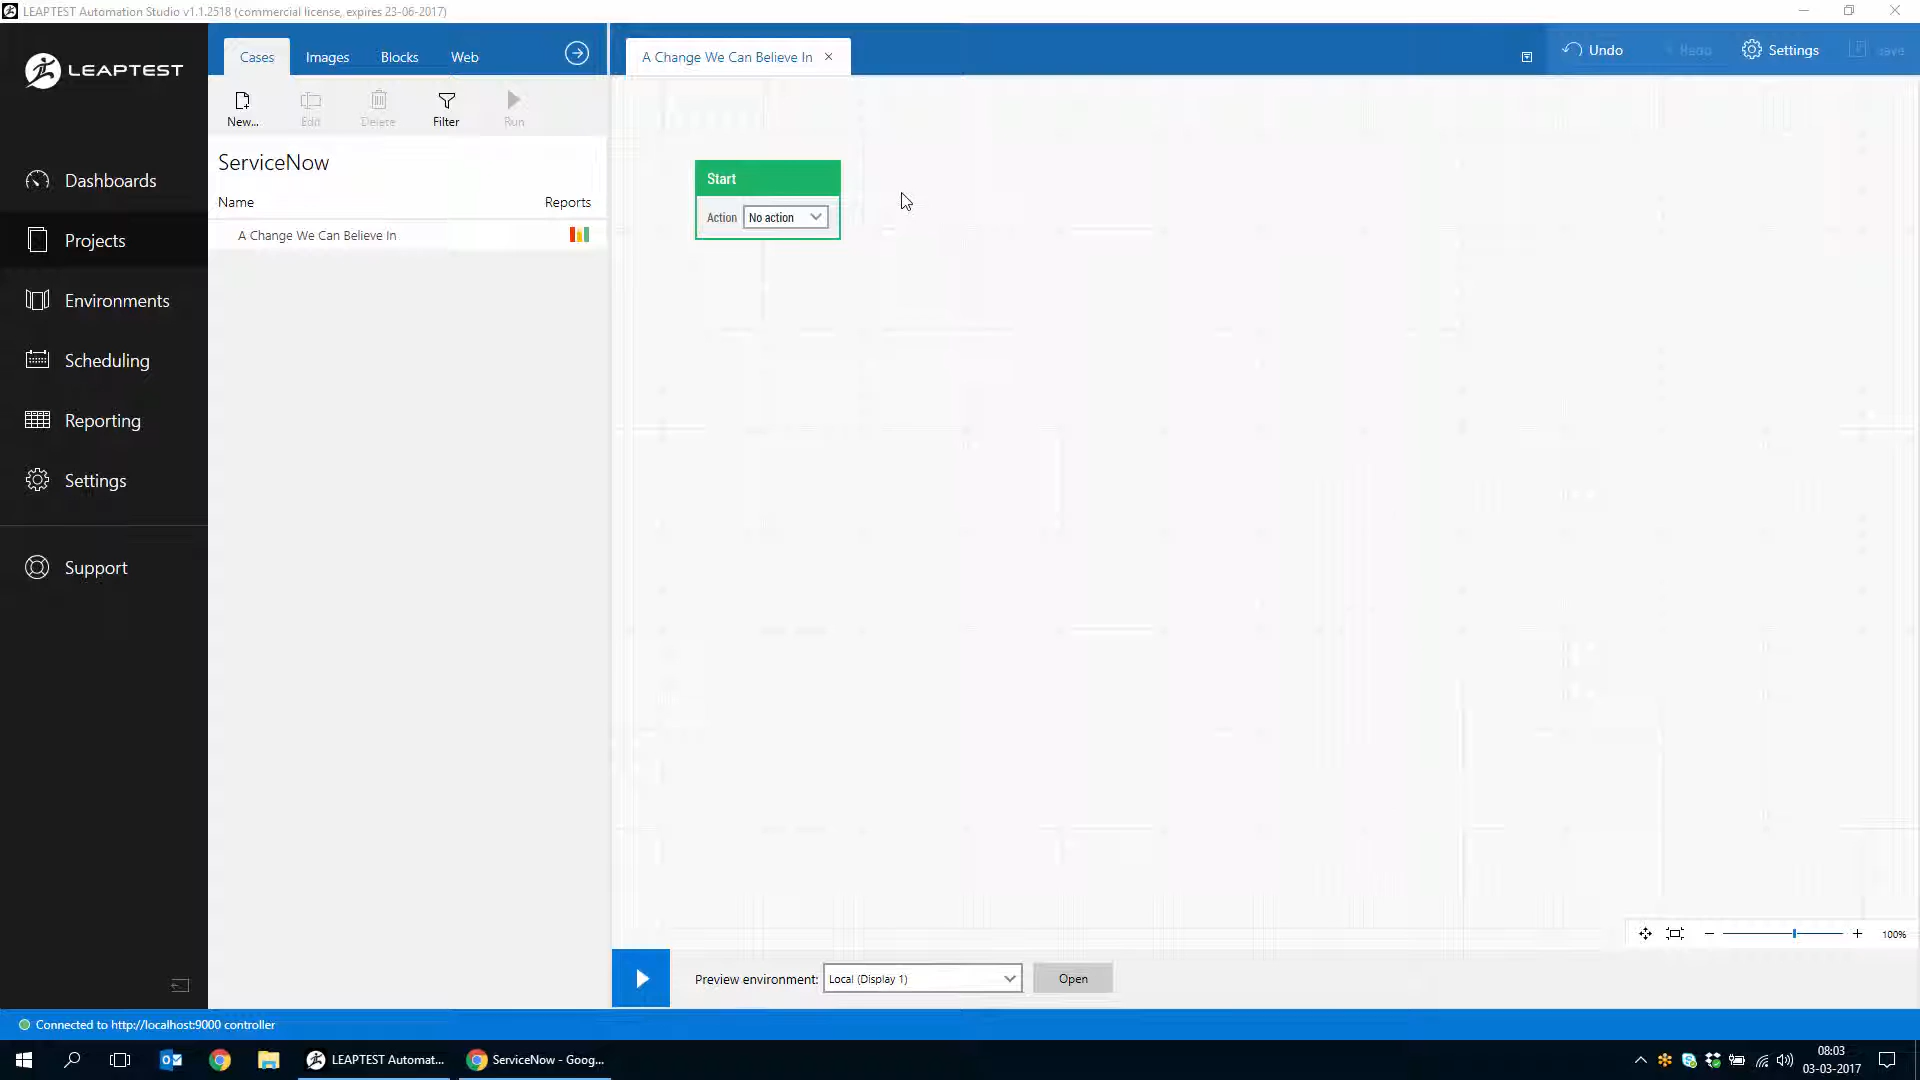 LEAPTEST Automation Studio v1.1.2518 (commercial license, expires 23-06-2017)
LEAPTEST
Cases
Images
Blocks
Web
A Change We Can Believe In
Undo
Redo
Settings
Save
New...
Edit
Delete
Filter
Run
Dashboards
Projects
Environments
Scheduling
Reporting
Settings
Support
ServiceNow
Name
Reports
A Change We Can Believe In
Start
Action
No action
100%
Preview environment:
Local (Display 1)
Open
Connected to http://localhost:9000 controller
LEAPTEST Automat...
ServiceNow - Goog...
08:03
03-03-2017